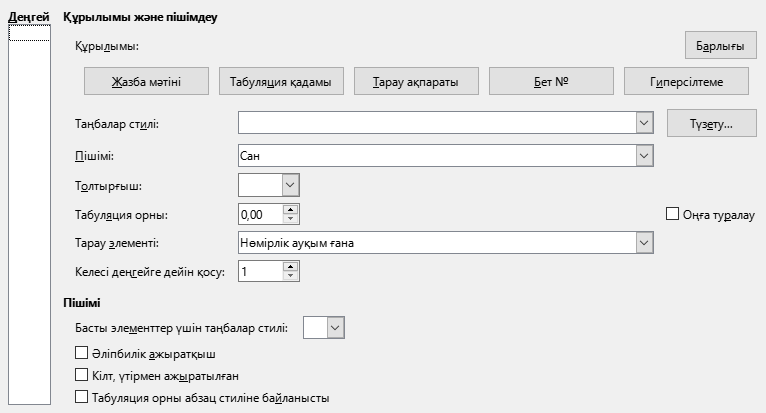 Деңгей Құрылымы және пішімдеу
Құрылымы: Барлығы
Жазба мәтіні Табуляция қадамы Тарау ақпараты Бет № Гиперсілтеме
Таңбалар стилі: Түзету...
Пішімі: Сан
Толтырғыш:
Табуляция орны: 0,00 Оңға туралау
Тарау элементі: Нөмірлік ауқым ғана
Келесі деңгейге дейін қосу: 1
Пішімі
Басты элементтер үшін таңбалар стилі:
Әліпбилік ажыратқыш
Кілт, үтірмен ажыратылған
Табуляция орны абзац стиліне байланысты